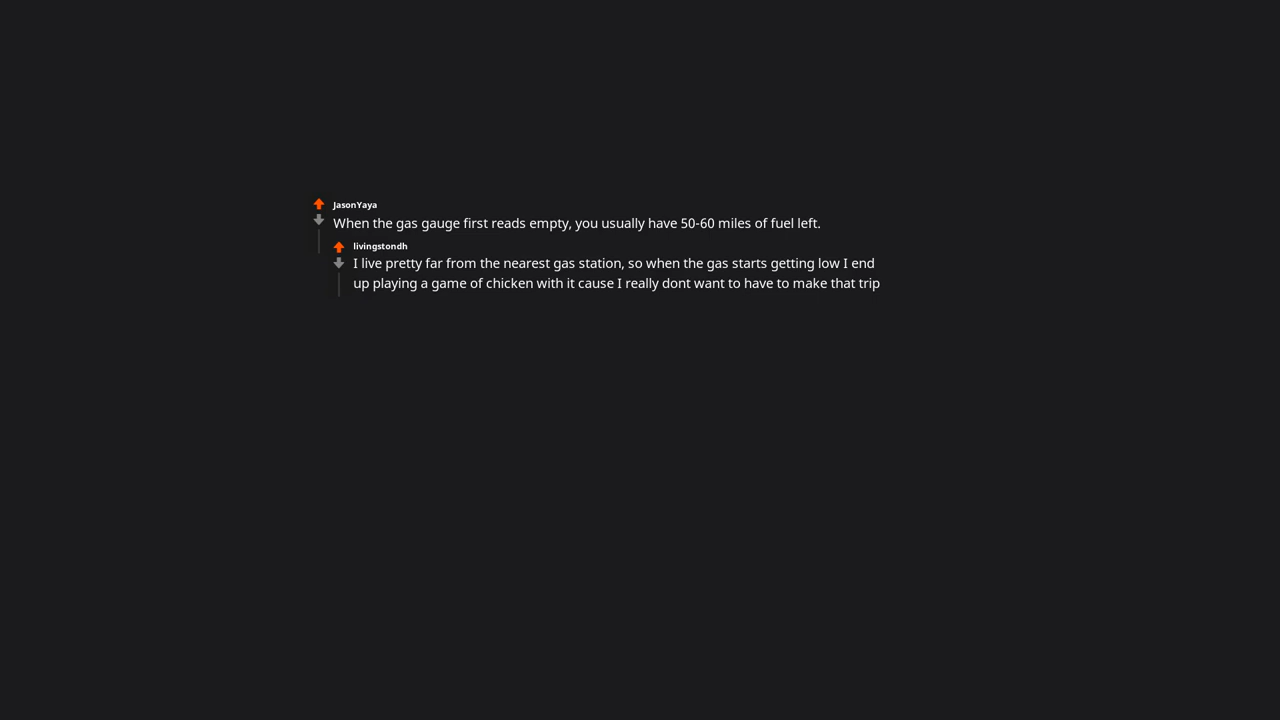 JasonYaya
When the gas gauge first reads empty, you usually have 50-60 miles of fuel left.
livingstondh
I live pretty far from the nearest gas station, so when the gas starts getting low I end
up playing a game of chicken with it cause I really dont want to have to make that trip